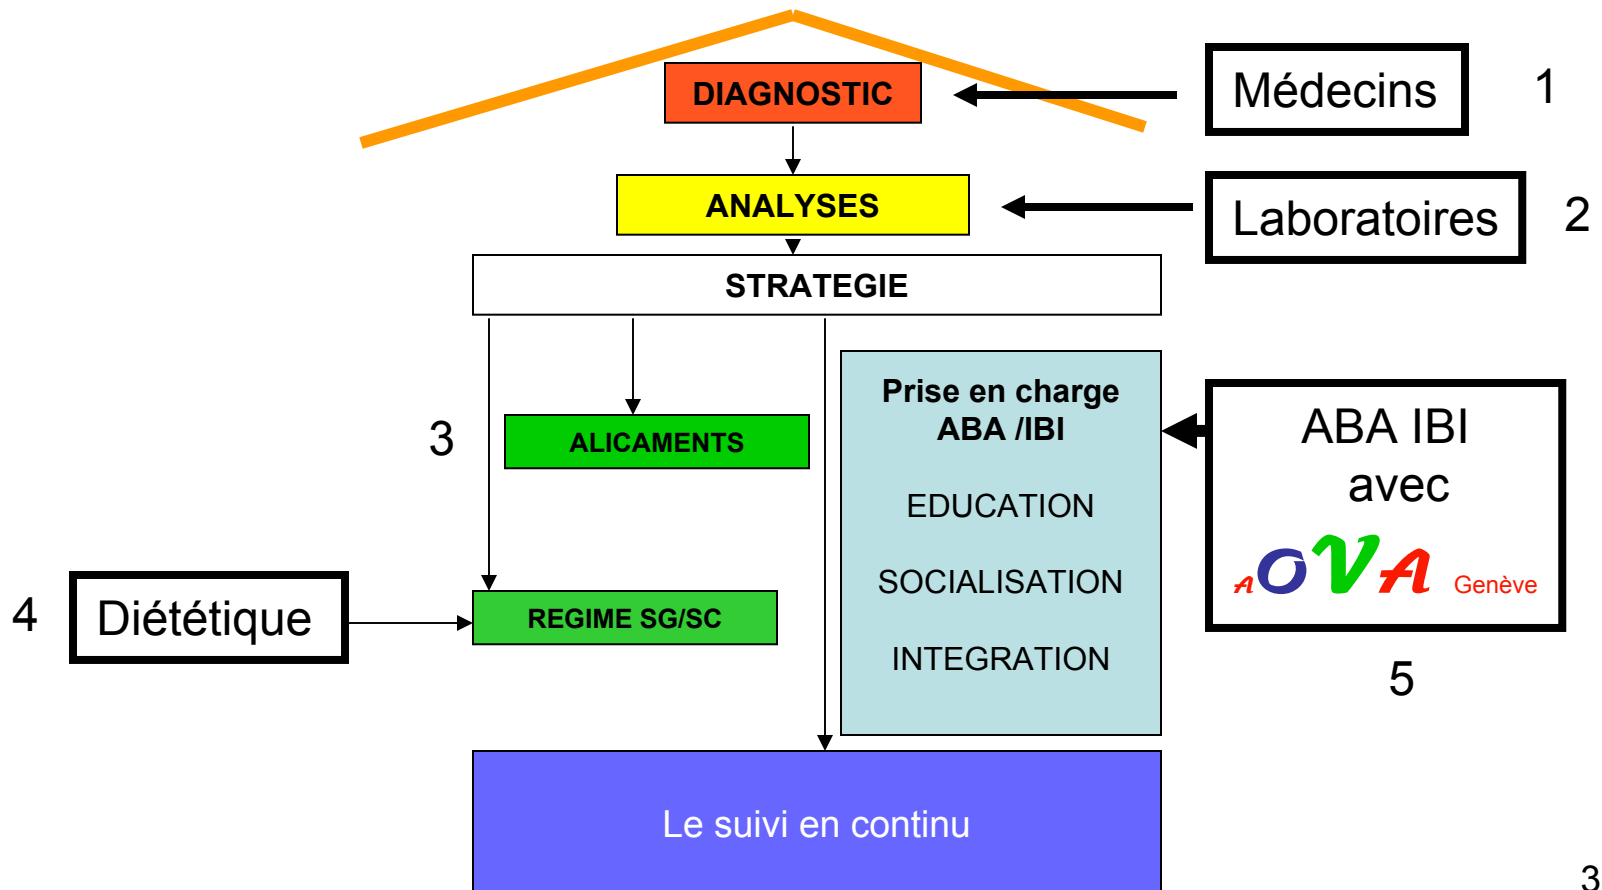 DIAGNOSTIC
Médecins
1
ANALYSES
Laboratoires
2
STRATEGIE
Prise en charge
ABA /IBI
EDUCATION
SOCIALISATION
INTEGRATION
ABA IBI
avec
AOVA Genève
5
3
ALICAMENTS
4
Diététique
REGIME SG/SC
Le suivi en continu
3